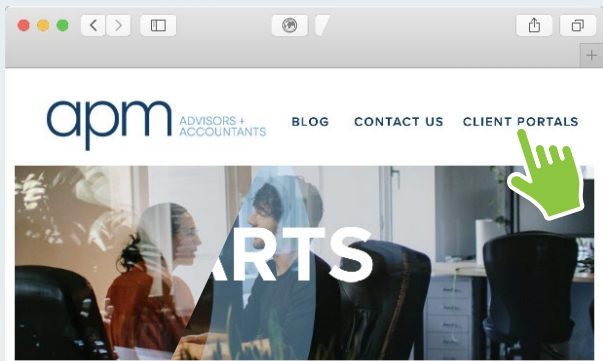 apm ADVISORS +
ACCOUNTANTS
BLOG CONTACT US CLIENT PORTALS
ARTS